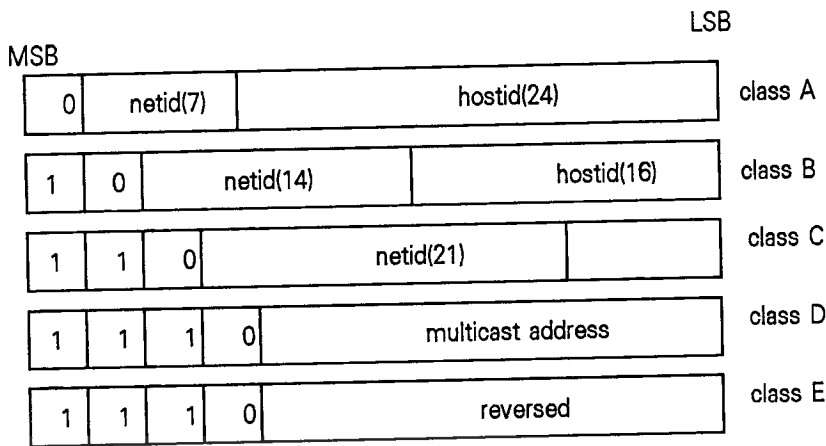 LSB
MSB
0 netid(7) hostid(24) class A
1 0 netid(14) hostid(16) class B
1 1 0 netid(21) class C
1 1 1 0 multicast address class D
1 1 1 0 reversed class E